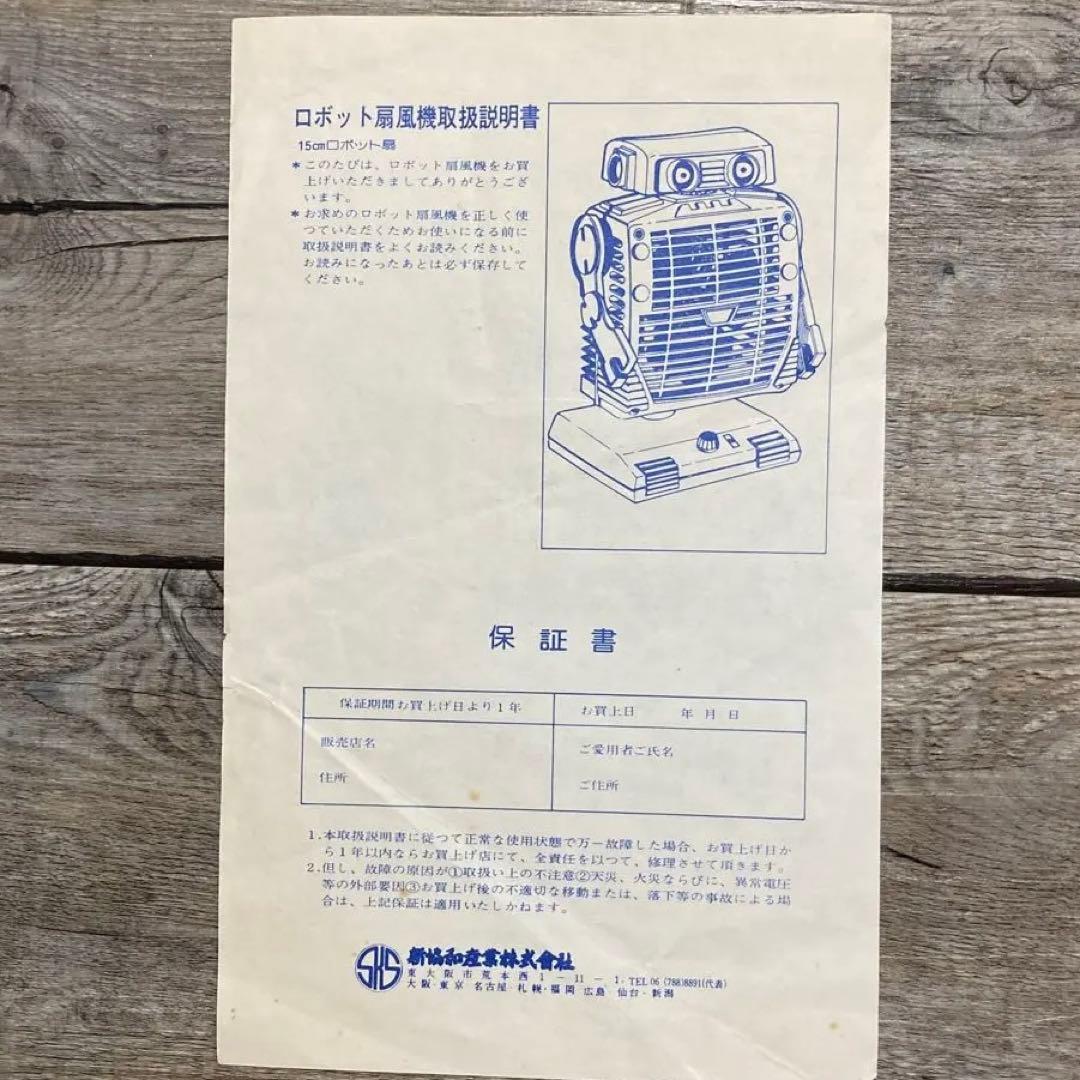 ロボット扇風機取扱説明書
15cmロボット扇
*このたびは、ロボット扇風機をお買
上げいただきましてありがとうござ
います。
*お求めのロボット扇風機を正しく使
つていただくためお使いになる前に
取扱説明書をよくお読みください。
お読みになったあとは必ず保存して
ください。
保証書
保証期間お買上げ日より1年
お買上日 年 月 日
販売店名
ご愛用者ご氏名
住所
ご住所
1.本取扱説明書に従つて正常な使用状態で万一故障した場合、お買上げ日か
ら1年以内ならお買上げ店にて、全責任を以つて、修理させて頂きます。
2.但し、故障の原因が①取扱い上の不注意②天災、火災ならびに、異常電圧
等の外部要因③お買上げ後の不適切な移動または、落下等の事故による場
合は、上記保証は適用いたしかねます。
SKS 新協和産業株式會社
東大阪市荒本西1-11-1・TEL06(788)8891(代表)
大阪・東京・名古屋・札幌・福岡・広島・仙台・新潟